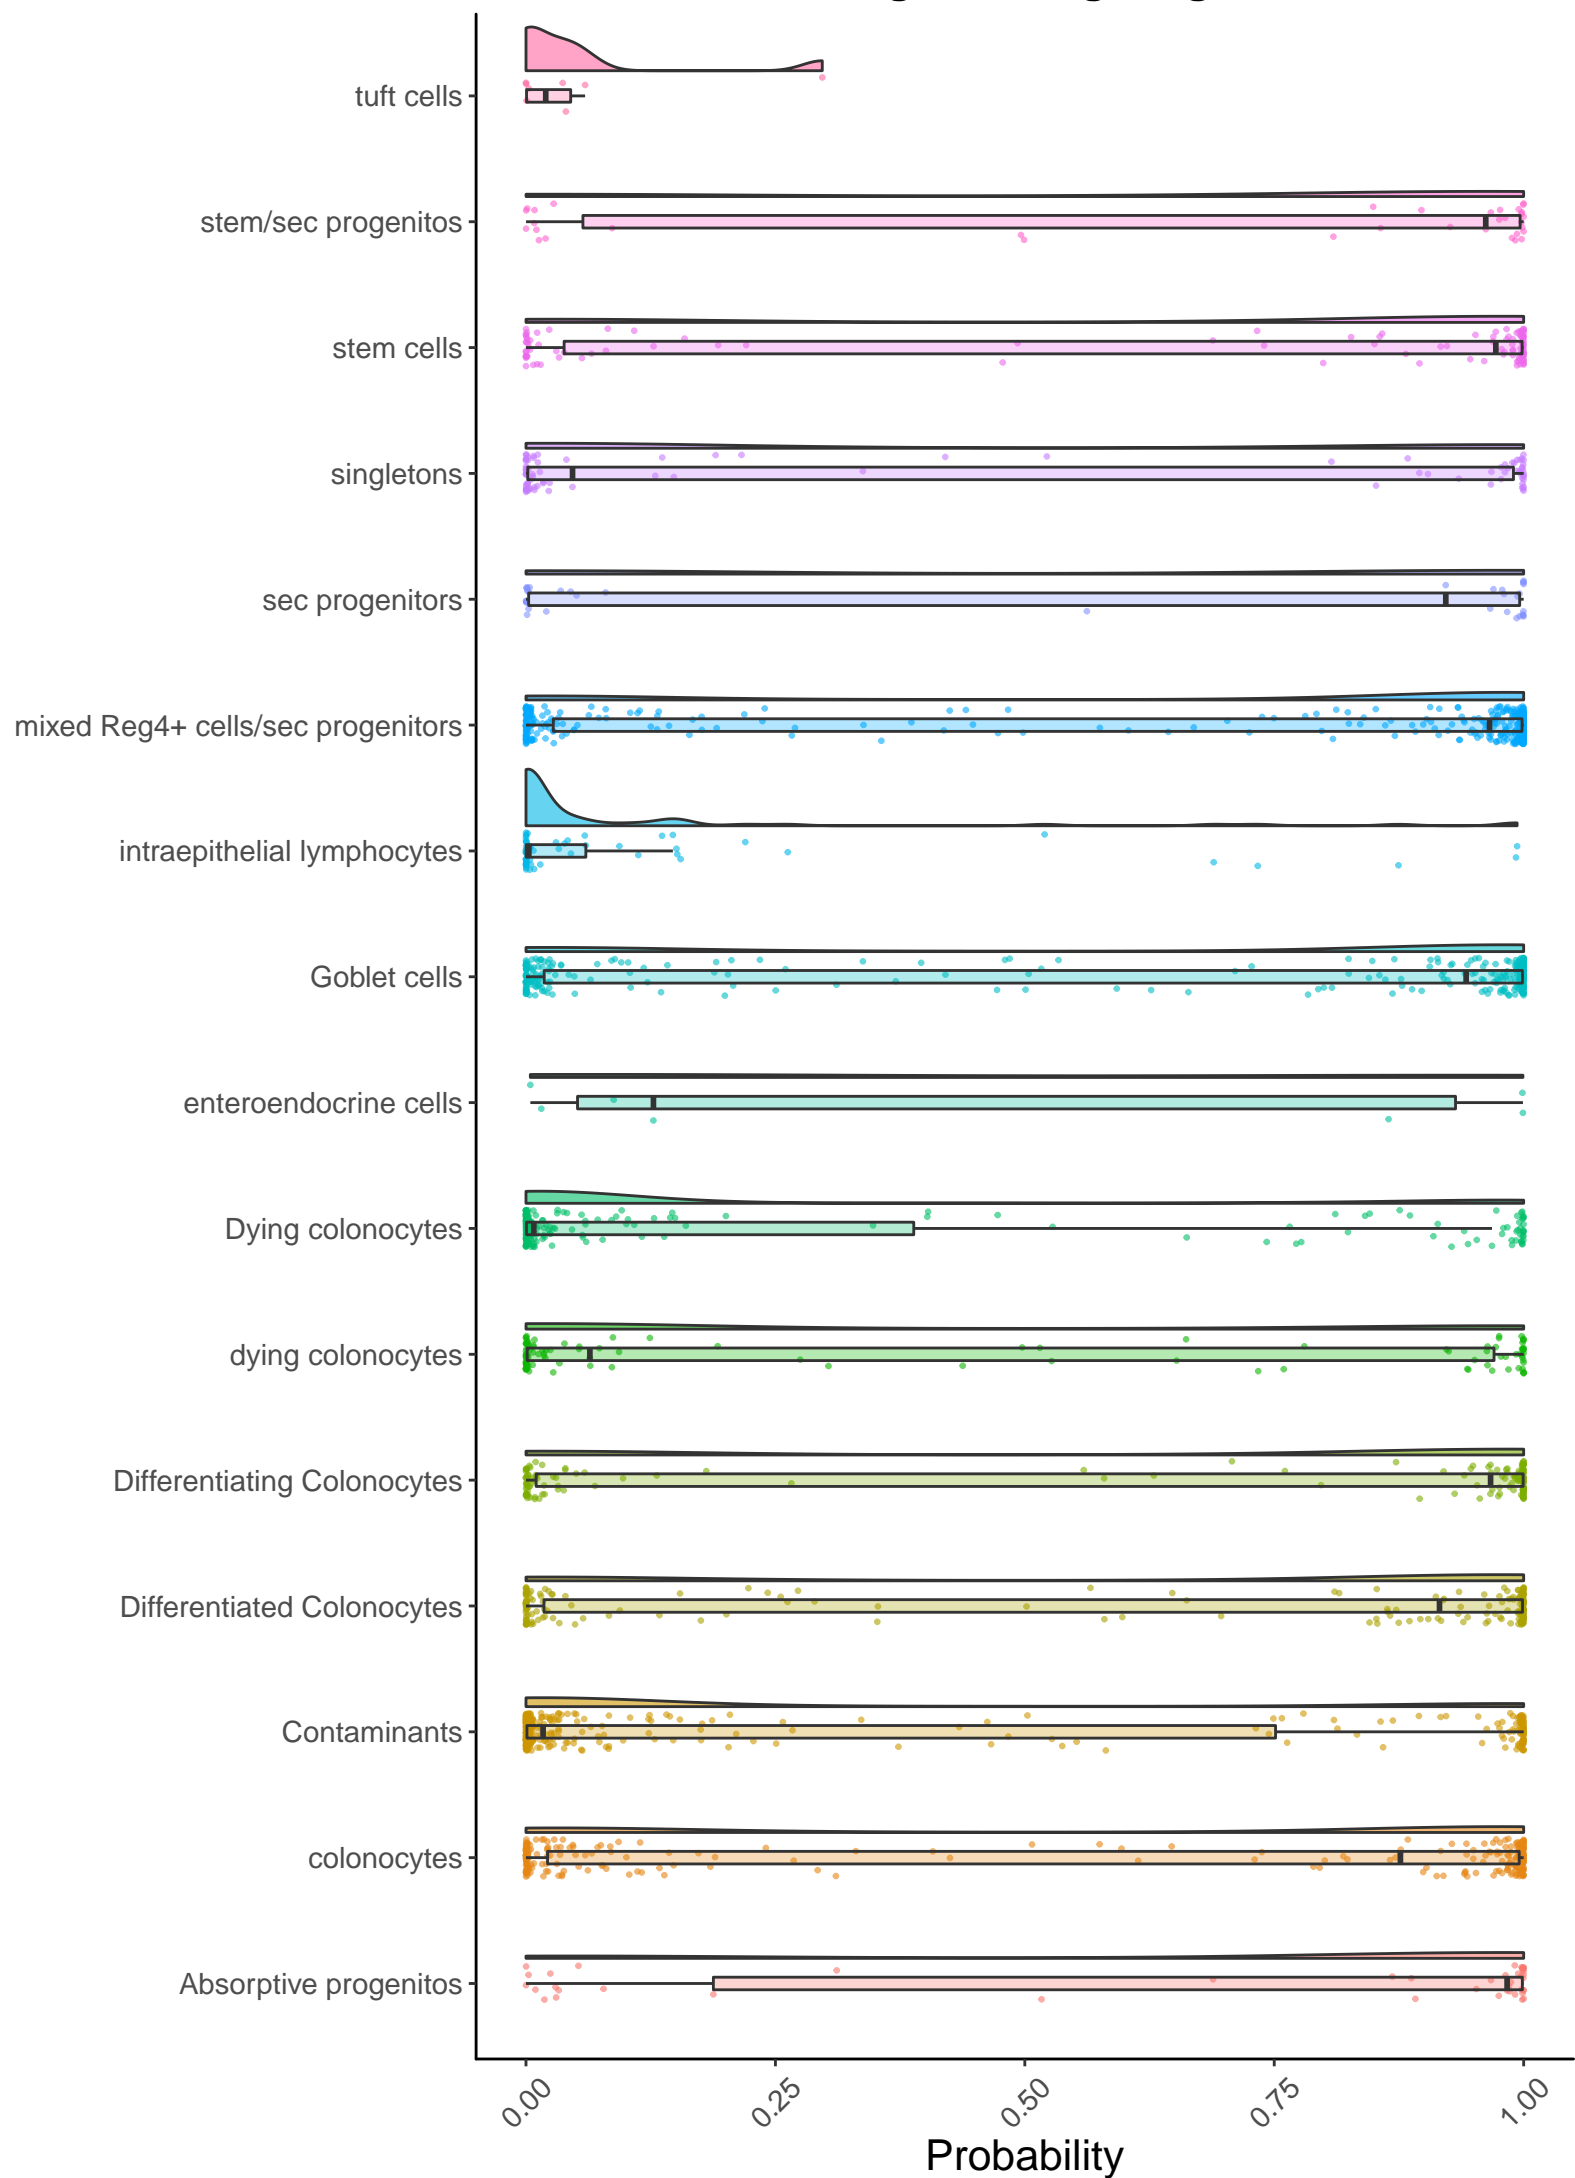 tuft cells
stem/sec progenitos
stem cells
singletons
sec progenitors
mixed Reg4+ cells/sec progenitors
intraepithelial lymphocytes
Goblet cells
enteroendocrine cells
Dying colonocytes
dying colonocytes
Differentiating Colonocytes
Differentiated Colonocytes
Contaminants
colonocytes
Absorptive progenitos
0.00
0.25
0.50
0.75
1.00
Probability